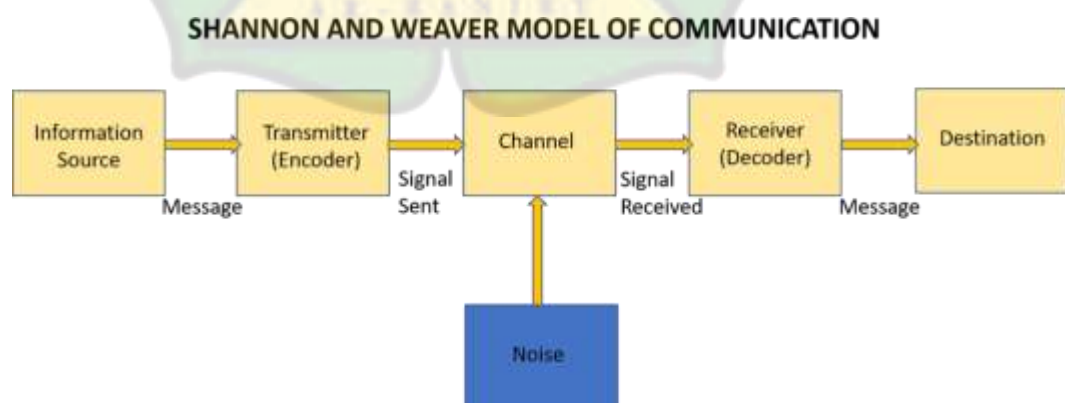 SHANNON AND WEAVER MODEL OF COMMUNICATION
Information
Source
Message
Transmitter
(Encoder)
Signal
Sent
Channel
Signal
Received
Receiver
(Decoder)
Message
Destination
Noise